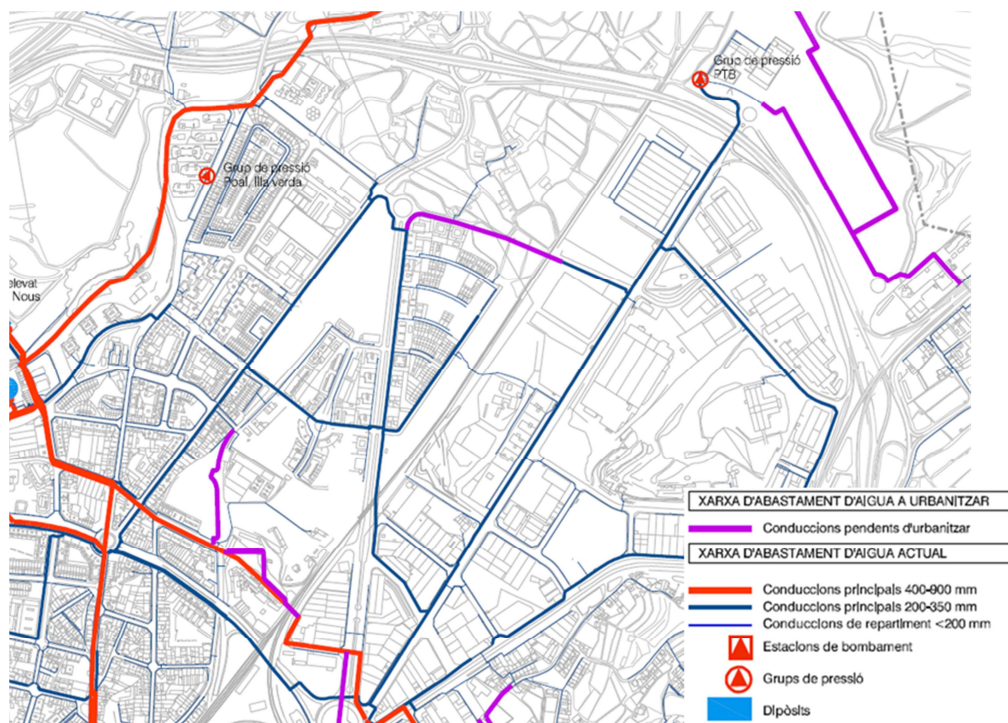 Grup de pressió
PTB
Grup de pressió
Poal, Illa verda
elevat
Nous
XARXA D'ABASTAMENT D'AIGUA A URBANITZAR
Conduccions pendents d'urbanitzar
XARXA D'ABASTAMENT D'AIGUA ACTUAL
Conduccions principals 400-900 mm
Conduccions principals 200-350 mm
Conduccions de repartiment <200 mm
Estacions de bombament
Grups de pressió
Dipòsits